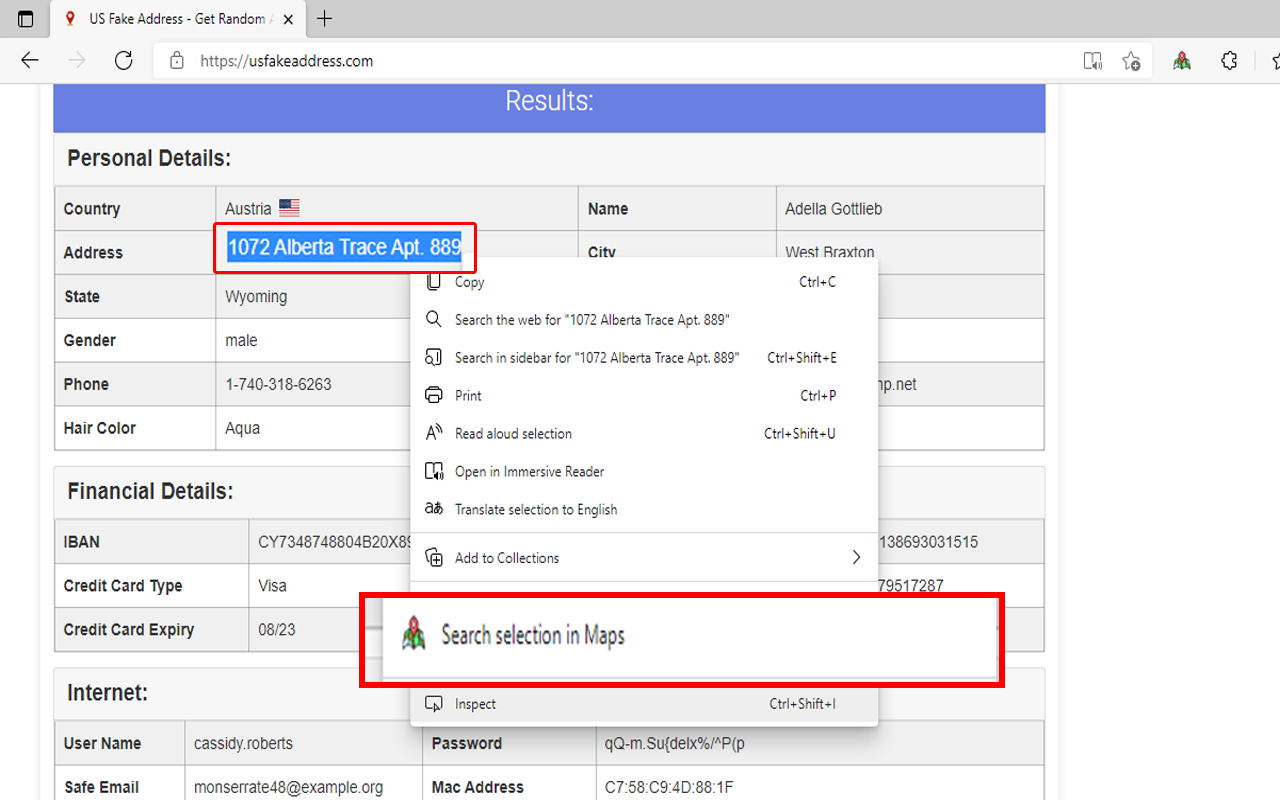 US Fake Address - Get Random A
https://usfakeaddress.com
Results:
Personal Details:
Country Austria Name Adella Gottlieb
Address 1072 Alberta Trace Apt. 889 City West Braxton
State Wyoming
Gender male
Phone 1-740-318-6263 np.net
Hair Color Aqua
Copy Ctrl+C
Search the web for "1072 Alberta Trace Apt. 889"
Search in sidebar for "1072 Alberta Trace Apt. 889" Ctrl+Shift+E
Print Ctrl+P
Read aloud selection Ctrl+Shift+U
Open in Immersive Reader
Translate selection to English
Add to Collections
Search selection in Maps
Inspect Ctrl+Shift+I
Financial Details:
IBAN CY7348748804B20X89 138693031515
Credit Card Type Visa 79517287
Credit Card Expiry 08/23
Internet:
User Name cassidy.roberts Password qQ-m.Su{delx%/^P(p
Safe Email monserrate48@example.org Mac Address C7:58:C9:4D:88:1F